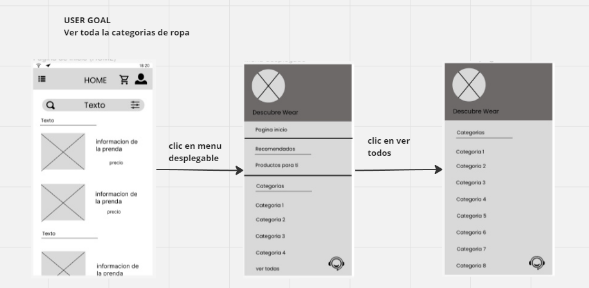 USER GOAL
Ver toda la categorias de ropa
HOME
Texto
Texto
informacion de
la prenda
precio
informacion de
la prenda
precio
Texto
informacion de
la prenda
clic en menu
desplegable
Descubre Wear
Pagina inicio
Recomendados
Productos para ti
Categorias
Categoria 1
Categoria 2
Categoria 3
Categoria 4
ver todas
clic en ver
todos
Descubre Wear
Categorias
Categoria 1
Categoria 2
Categoria 3
Categoria 4
Categoria 5
Categoria 6
Categoria 7
Categoria 8